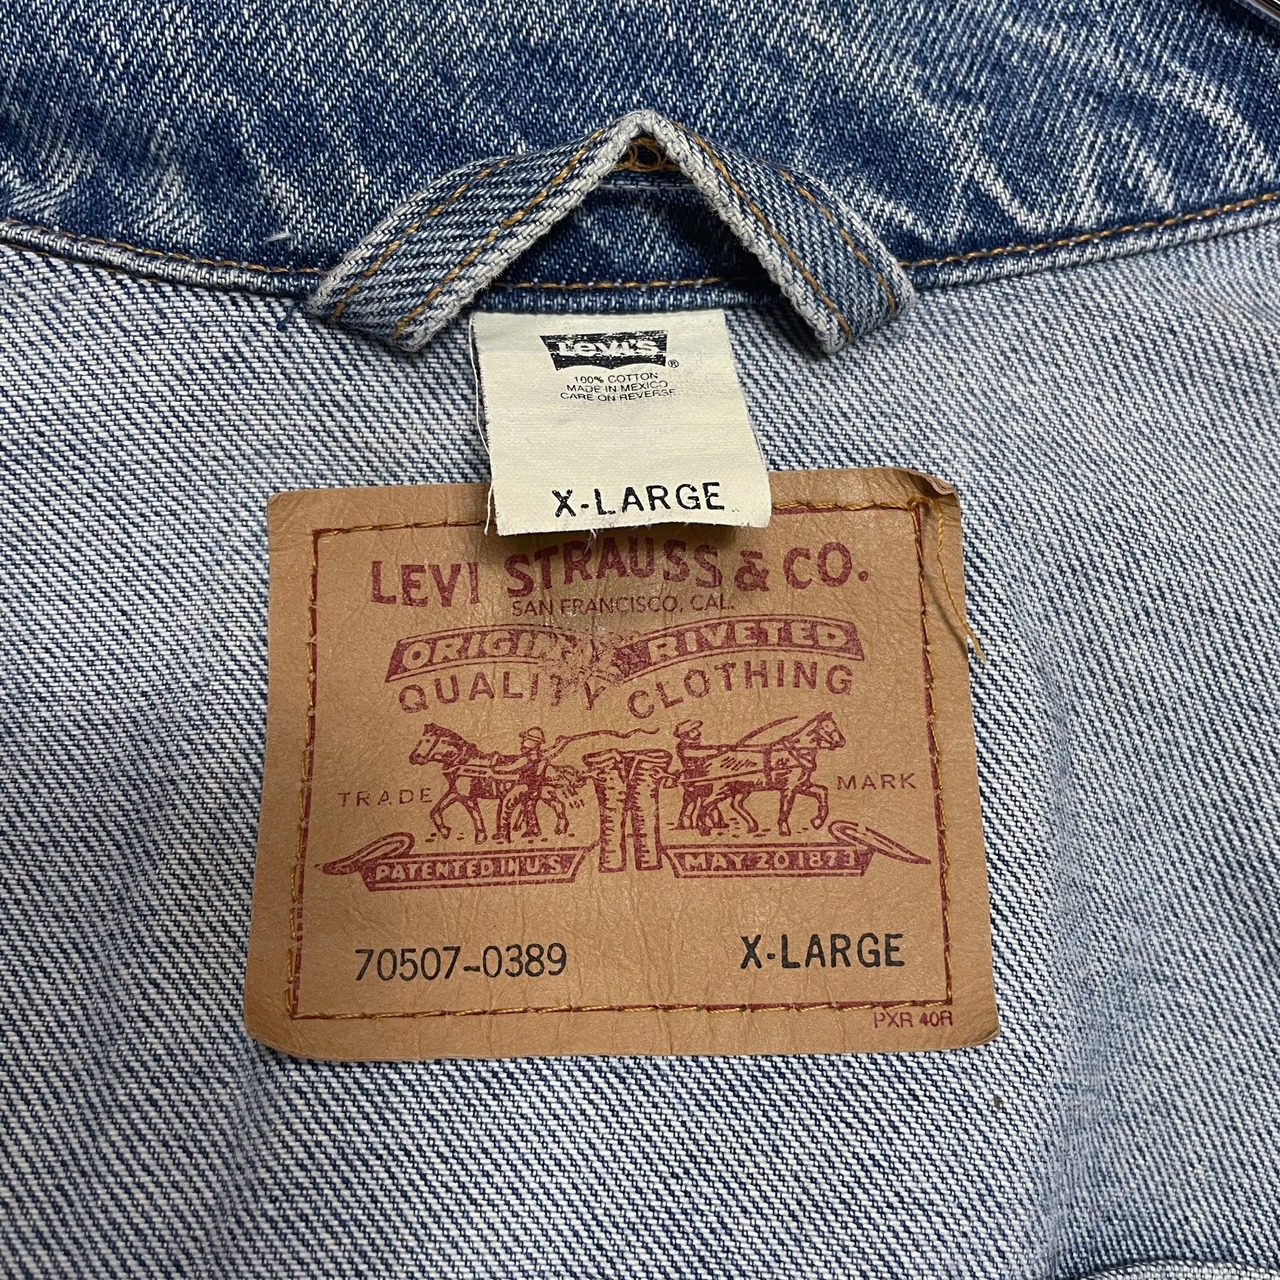 Levi's ®
100% COTTON
MADE IN MEXICO
CARE ON REVERSE
X-LARGE
LEVI STRAUSS & CO.
SAN FRANCISCO, CAL.
RIVETED
QUALITY CLOTHING
TRADE MARK
PATENTED IN U.S. MAY 20 1873
70507-0389 X-LARGE
PXR 40R